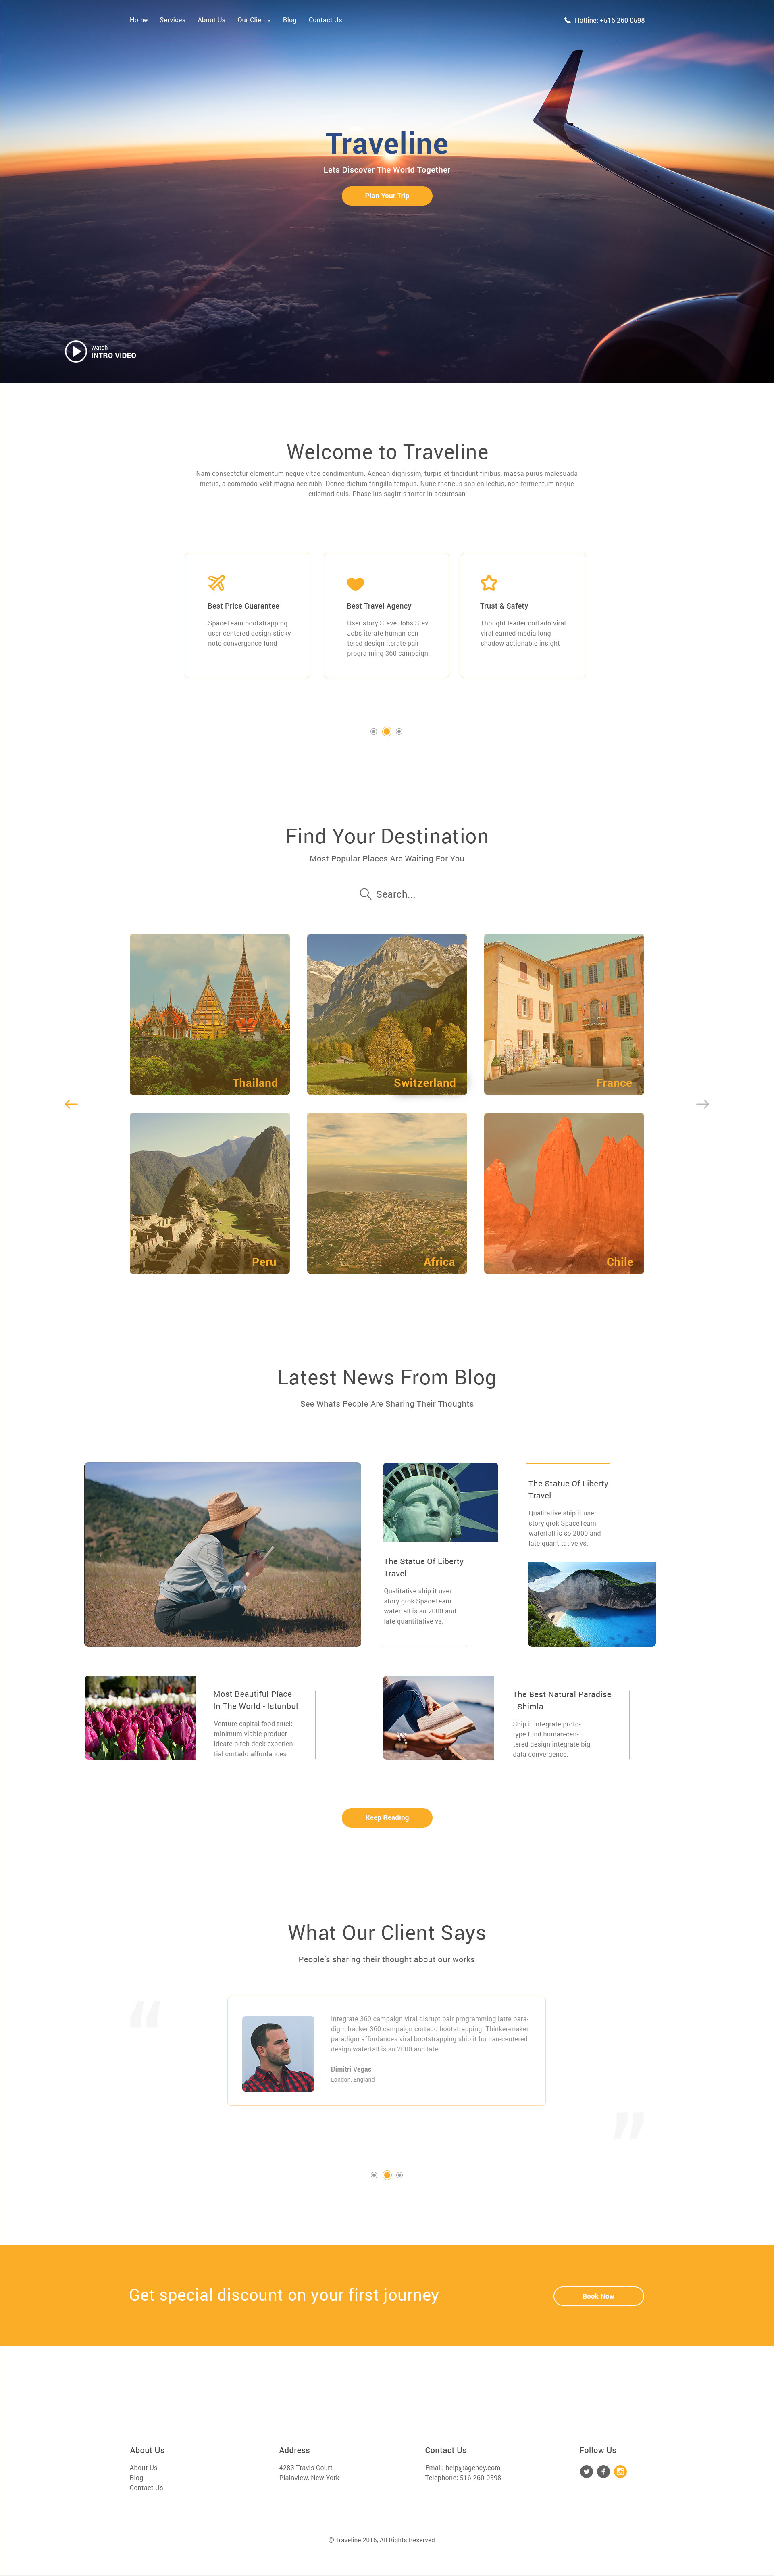 Home Services About Us Our Clients Blog Contact Us Hotline: +516 260 0598
Traveline
Lets Discover The World Together
Plan Your Trip
Watch
INTRO VIDEO
Welcome to Traveline
Nam consectetur elementum neque vitae condimentum. Aenean dignissim, turpis et tincidunt finibus, massa purus malesuada
metus, a commodo velit magna nec nibh. Donec dictum fringilla tempus. Nunc rhoncus sapien lectus, non fermentum neque
euismod quis. Phasellus sagittis tortor in accumsan
Best Price Guarantee
SpaceTeam bootstrapping
user centered design sticky
note convergence fund
Best Travel Agency
User story Steve Jobs Stev
Jobs iterate human-cen-
tered design iterate pair
progra ming 360 campaign.
Trust & Safety
Thought leader cortado viral
viral earned media long
shadow actionable insight
Find Your Destination
Most Popular Places Are Waiting For You
Search...
Thailand
Switzerland
France
Peru
Africa
Chile
Latest News From Blog
See Whats People Are Sharing Their Thoughts
The Statue Of Liberty
Travel
Qualitative ship it user
story grok SpaceTeam
waterfall is so 2000 and
late quantitative vs.
The Statue Of Liberty
Travel
Qualitative ship it user
story grok SpaceTeam
waterfall is so 2000 and
late quantitative vs.
Most Beautiful Place
In The World - Istunbul
Venture capital food-truck
minimum viable product
ideate pitch deck experien-
tial cortado affordances
The Best Natural Paradise
- Shimla
Ship it integrate proto-
type fund human-cen-
tered design integrate big
data convergence.
Keep Reading
What Our Client Says
People's sharing their thought about our works
“
Integrate 360 campaign viral disrupt pair programming latte para-
digm hacker 360 campaign cortado bootstrapping. Thinker-maker
paradigm affordances viral bootstrapping ship it human-centered
design waterfall is so 2000 and late.
Dimitri Vegas
London, England
”
Get special discount on your first journey
Book Now
About Us
About Us
Blog
Contact Us
Address
4283 Travis Court
Plainview, New York
Contact Us
Email: help@agency.com
Telephone: 516-260-0598
Follow Us
© Traveline 2016, All Rights Reserved